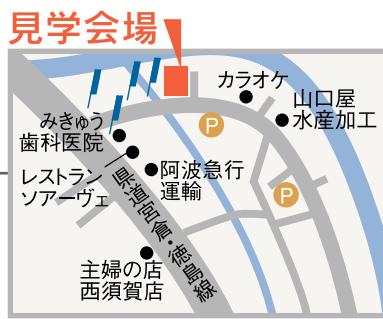 見学会場
カラオケ
山口屋
水産加工
みきゅう
歯科医院
P
レストラン
ソアーヴェ
阿波急行
運輸
P
県道宮倉・徳島線
主婦の店
西須賀店